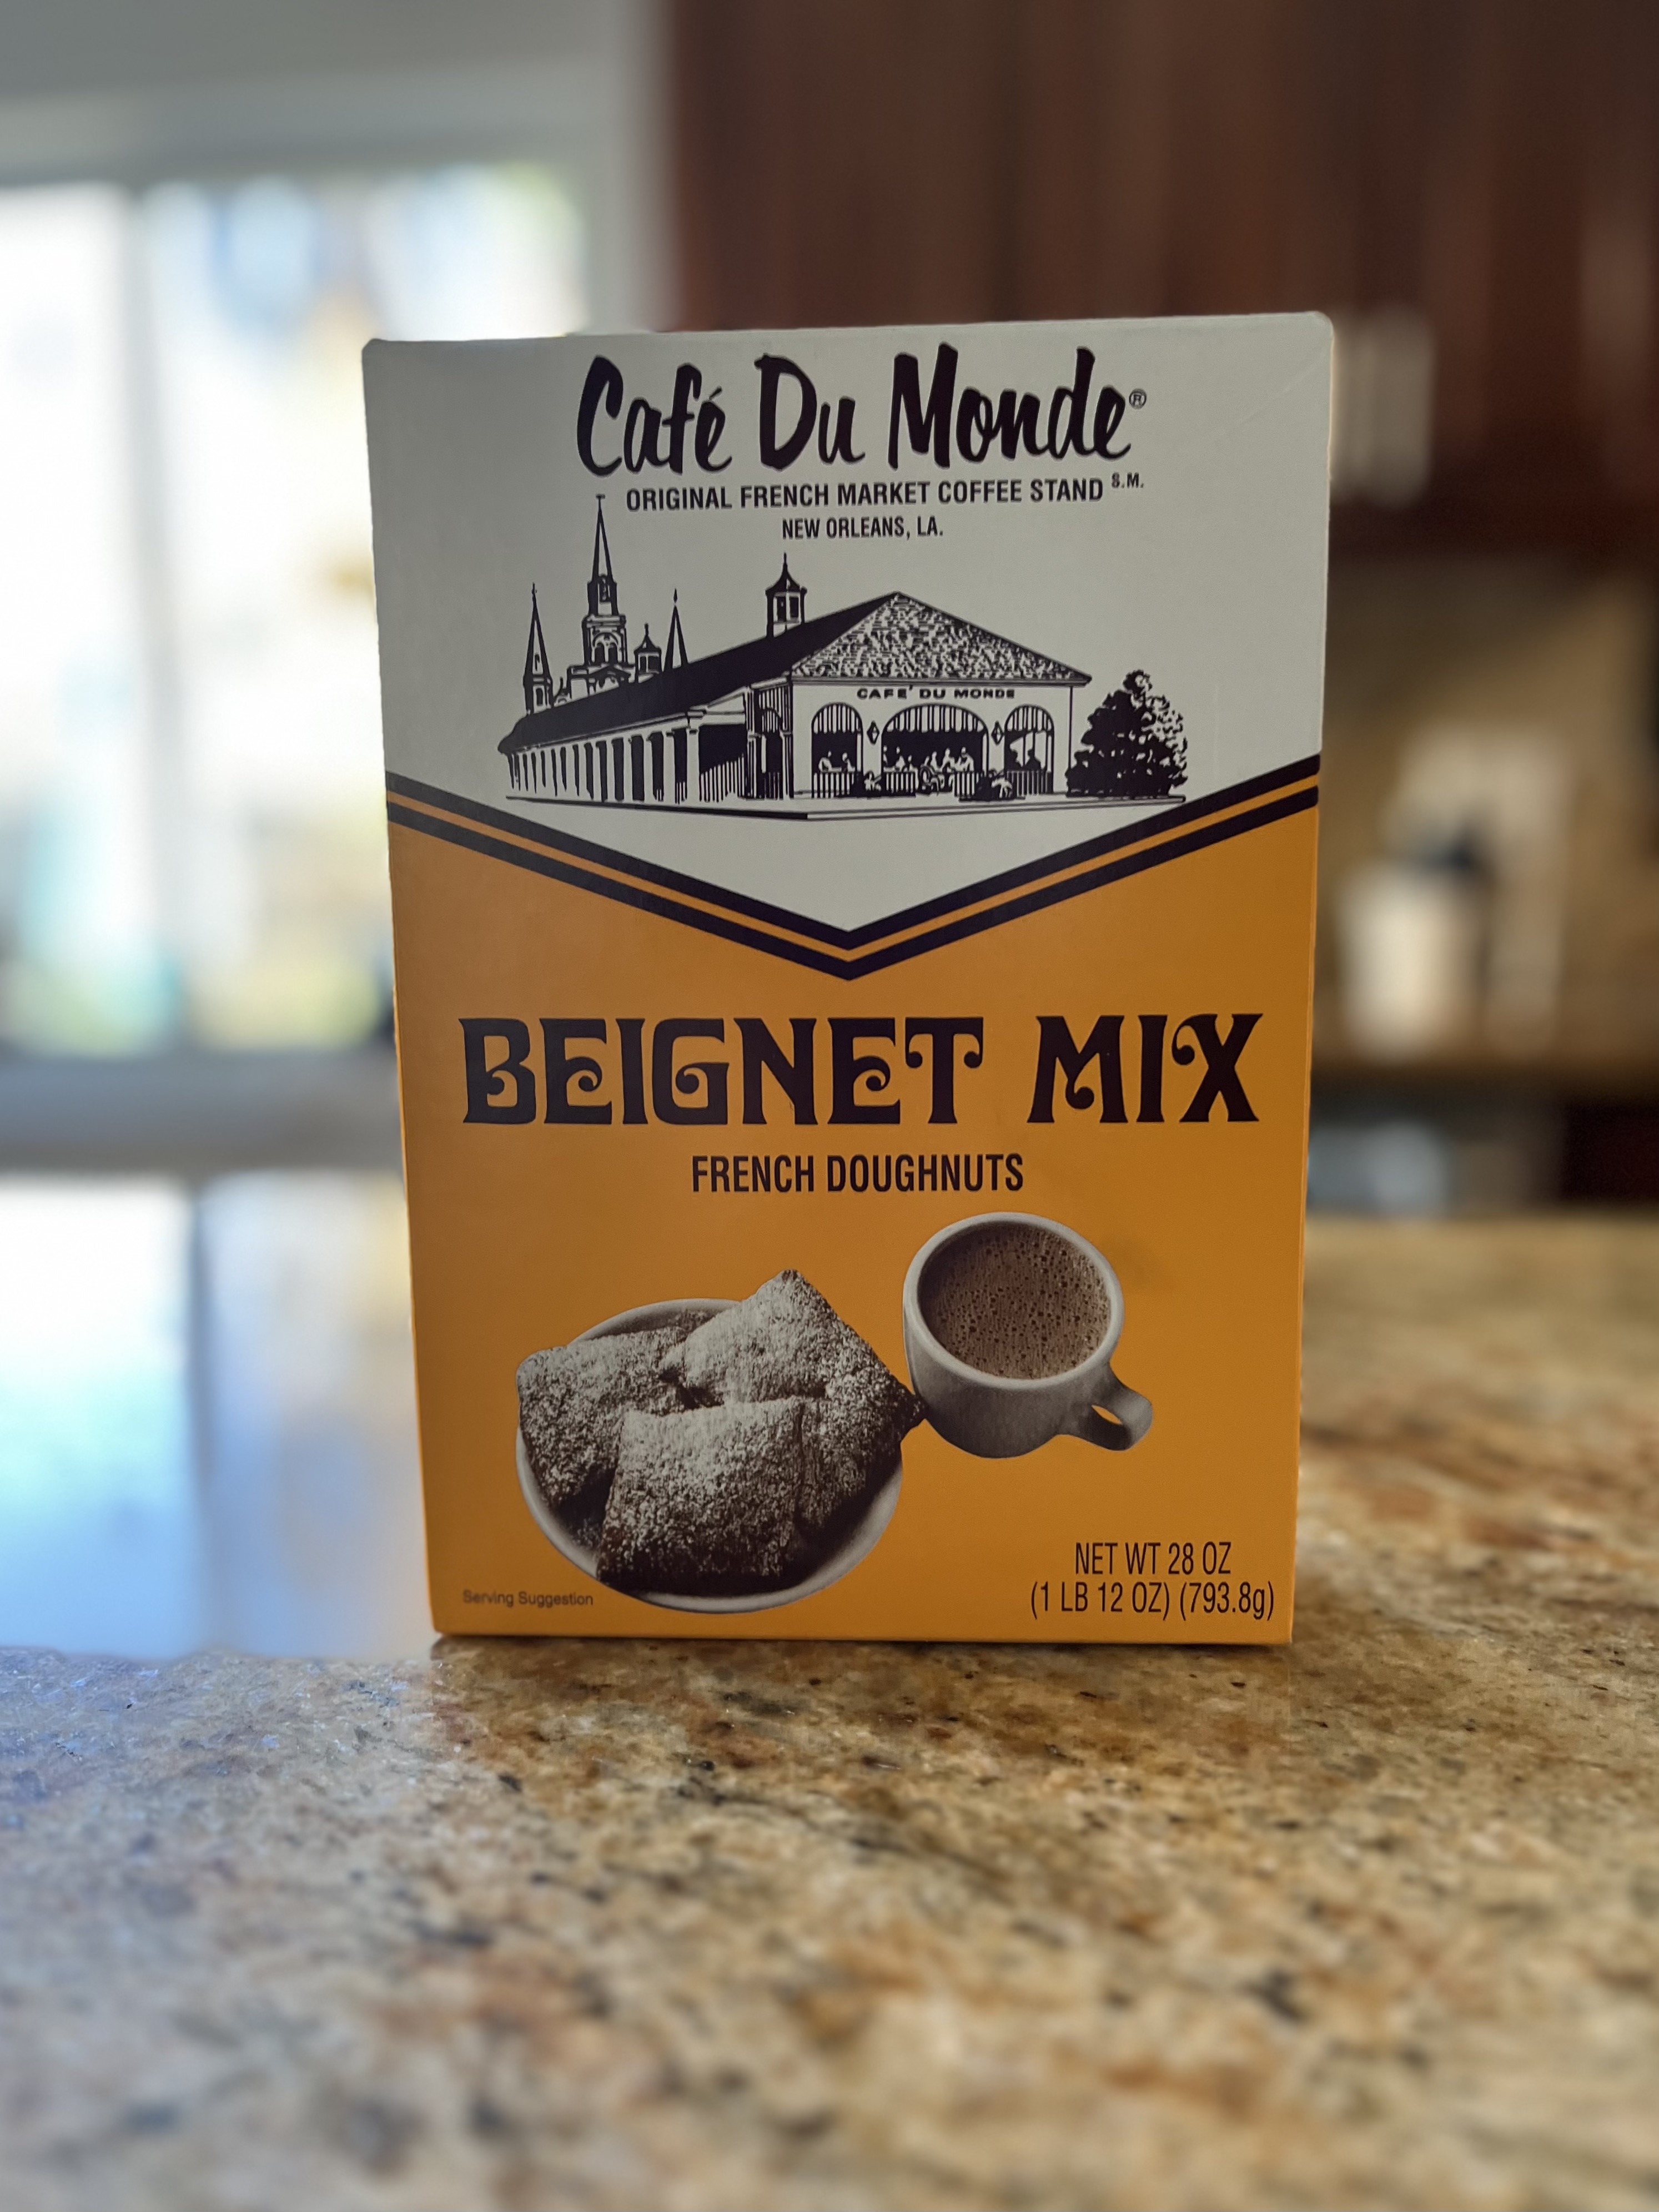 Café Du Monde®
ORIGINAL FRENCH MARKET COFFEE STAND S.M.
NEW ORLEANS, LA.
CAFE' DU MONDE
BEIGNET MIX
FRENCH DOUGHNUTS
NET WT 28 OZ
(1 LB 12 OZ) (793.8g)
Serving Suggestion